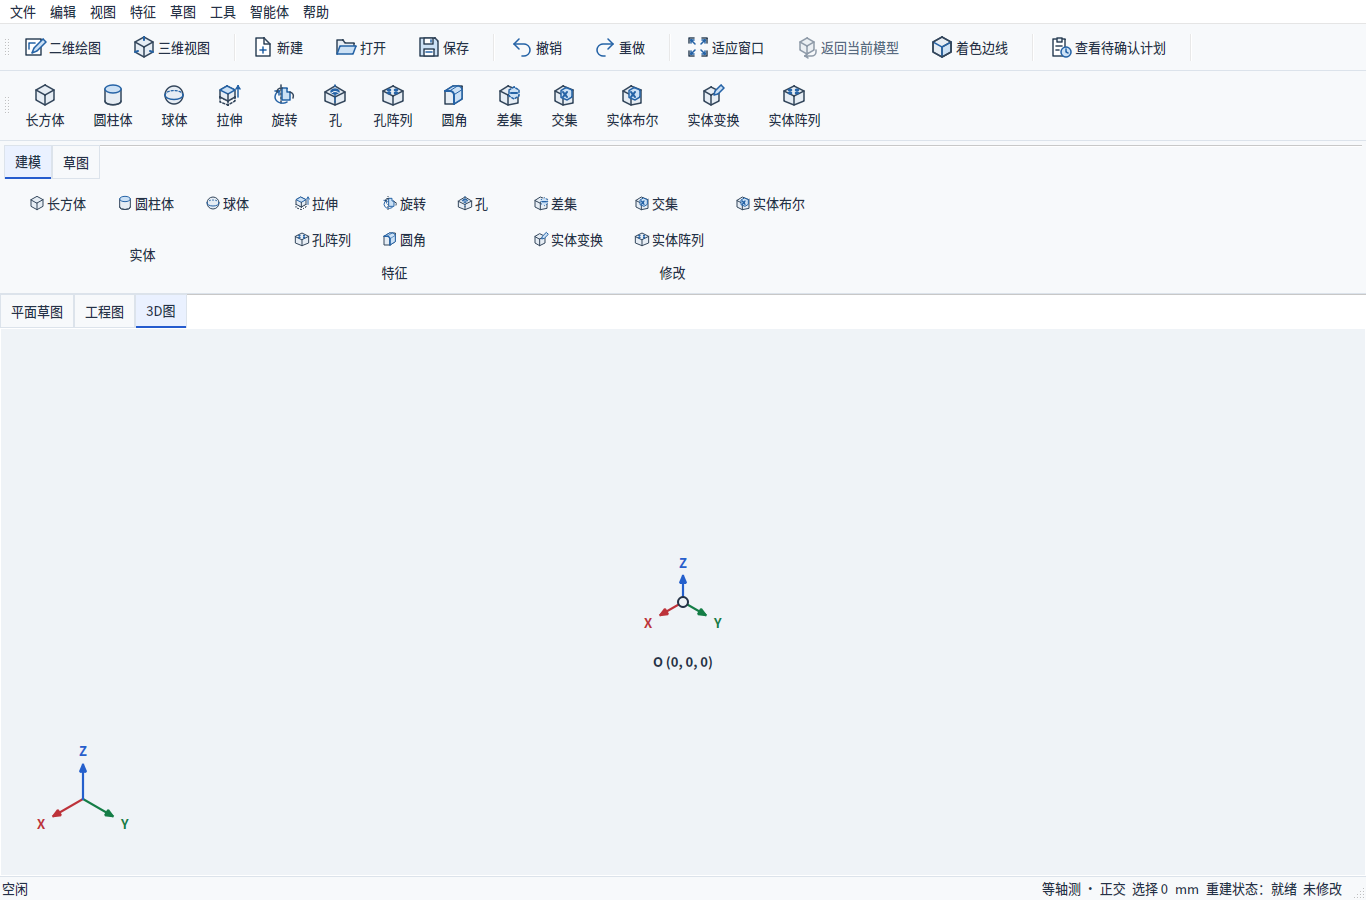 文件 编辑 视图 特征 草图 工具 智能体 帮助
二维绘图 三维视图 新建 打开 保存 撤销 重做 适应窗口 返回当前模型 着色边线 查看待确认计划
长方体 圆柱体 球体 拉伸 旋转 孔 孔阵列 圆角 差集 交集 实体布尔 实体变换 实体阵列
建模 草图
长方体 圆柱体 球体 拉伸 旋转 孔 差集 交集 实体布尔
孔阵列 圆角 实体变换 实体阵列
实体
特征 修改
平面草图 工程图 3D图
Z
X Y
O (0, 0, 0)
Z
X Y
空闲 等轴测 · 正交 选择 0 mm 重建状态：就绪 未修改